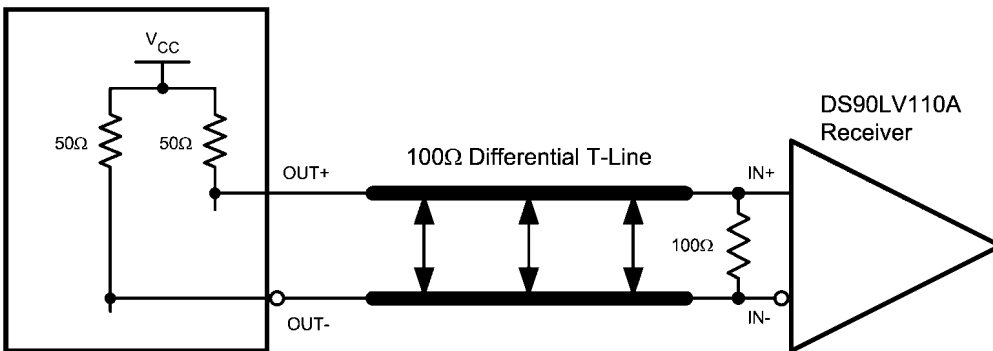 V_CC
50Ω
50Ω
OUT+
OUT-
100Ω Differential T-Line
IN+
100Ω
IN-
DS90LV110A
Receiver